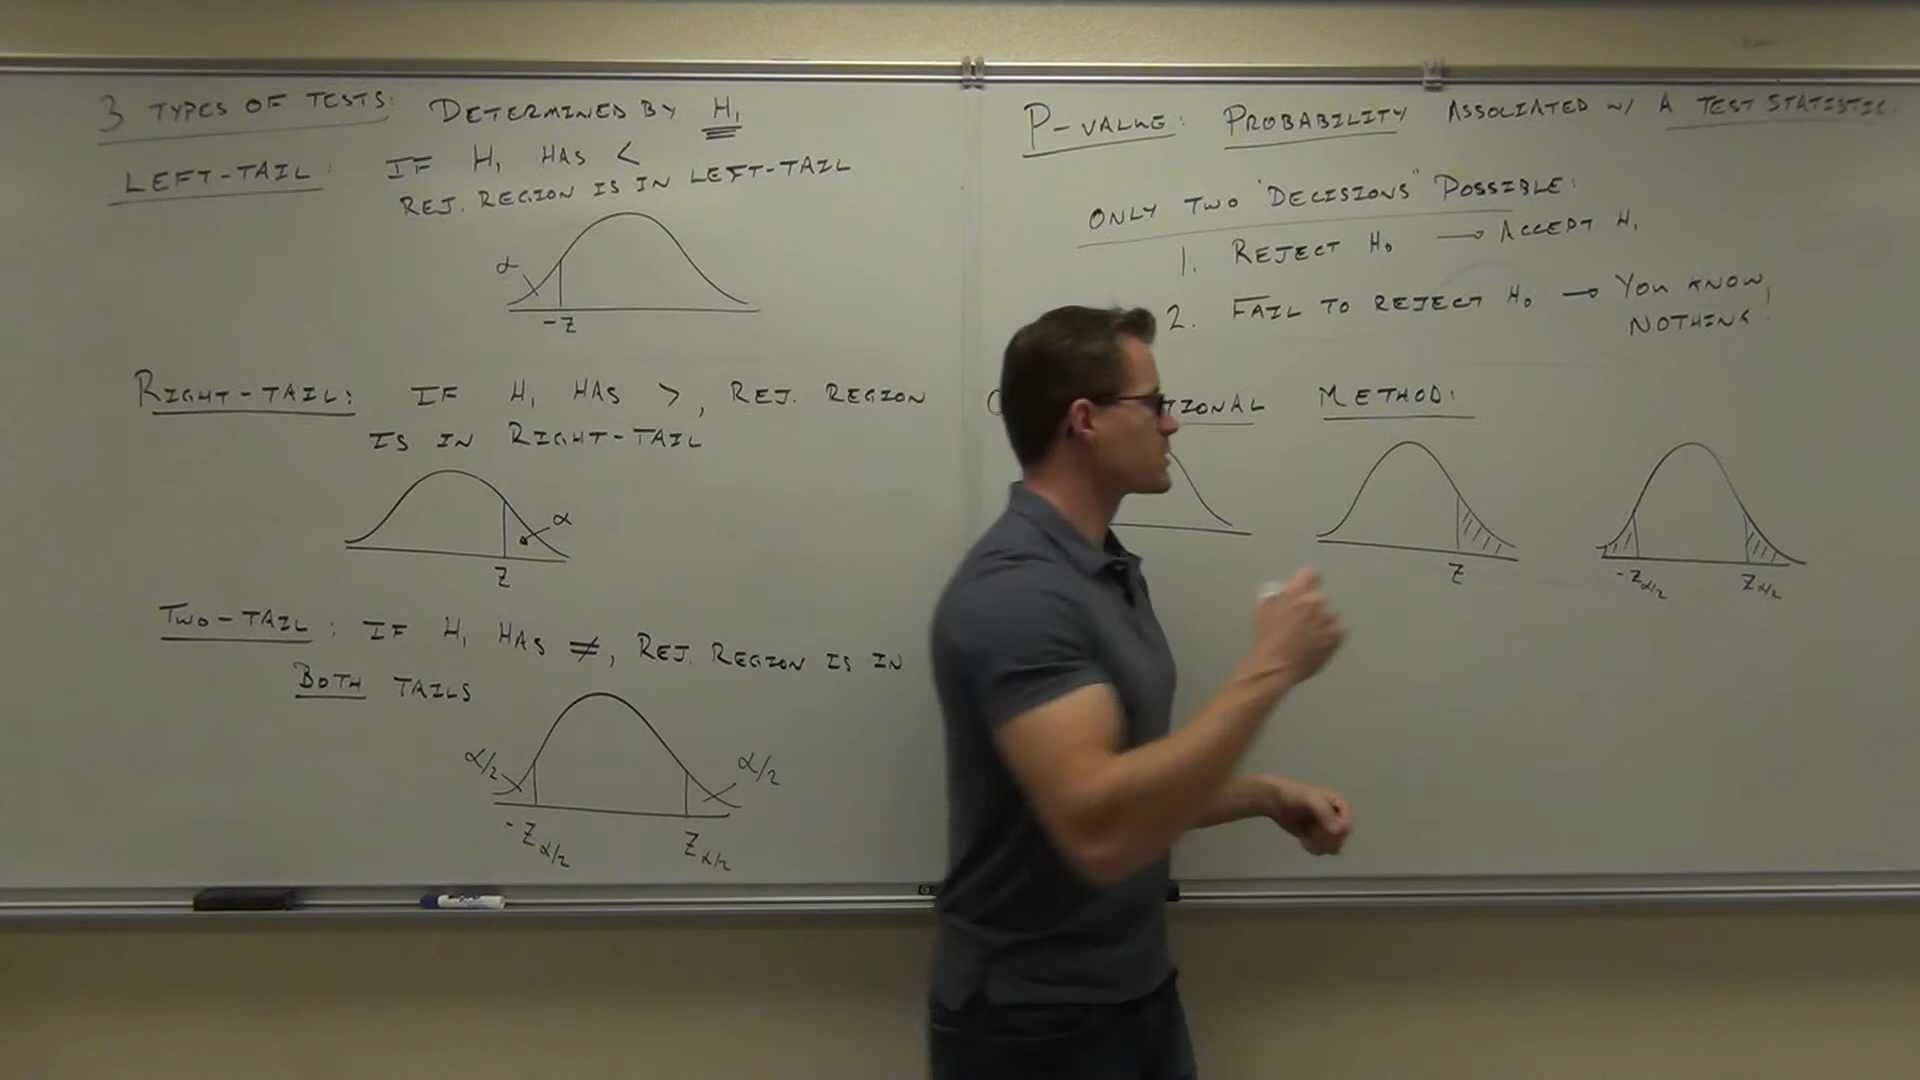 3 TYPES OF TESTS: DETERMINED BY H1
LEFT-TAIL: IF H1 HAS <
REJ. REGION IS IN LEFT-TAIL
α
-Z
RIGHT-TAIL: IF H1 HAS >, REJ. REGION
IS IN RIGHT-TAIL
α
Z
TWO-TAIL: IF H1 HAS ≠, REJ. REGION IS IN
BOTH TAILS
α/2 α/2
-Zα/2 Zα/2
P-VALUE: PROBABILITY ASSOCIATED W/ A TEST STATISTIC.
ONLY TWO "DECISIONS" POSSIBLE:
1. REJECT H0 → ACCEPT H1
2. FAIL TO REJECT H0 → YOU KNOW
NOTHING!
METHOD:
Z -Zα/2 Zα/2